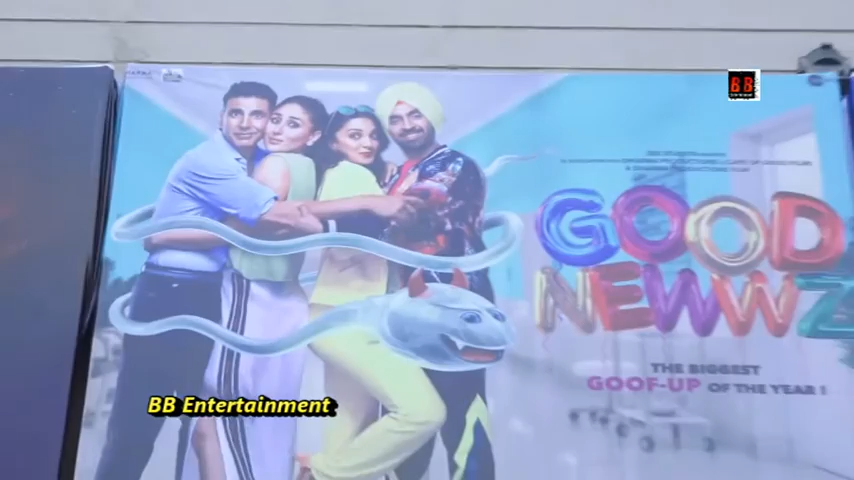 BB
GOOD
NEWWZ
THE BIGGEST
GOOF-UP OF THE YEAR !
BB Entertainment